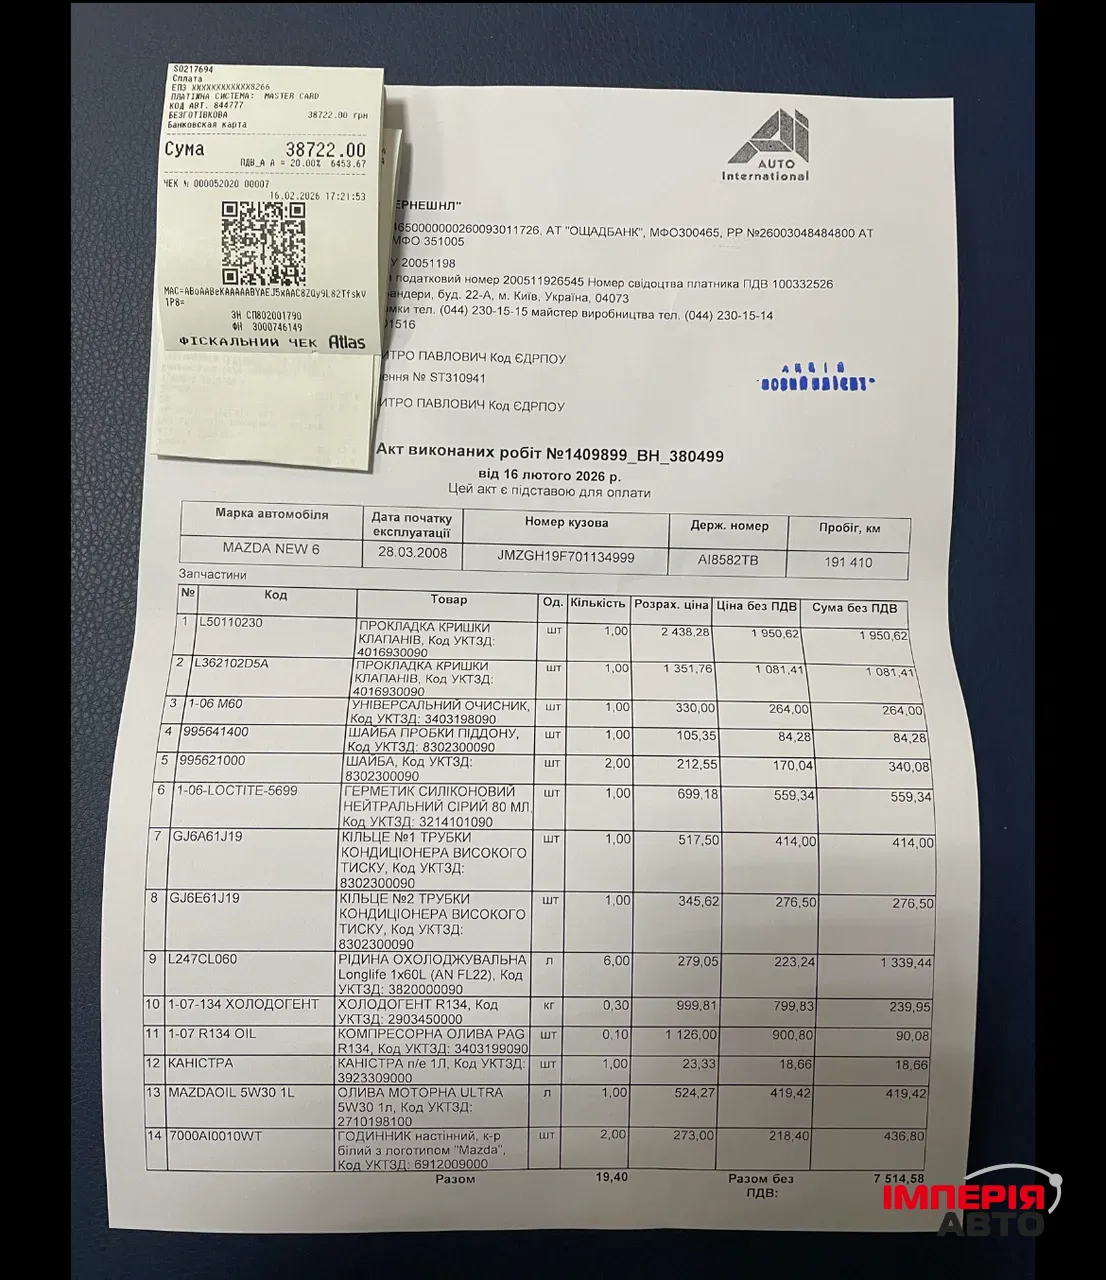 S0217694
Сплата
ЕПЗ XXXXXXXXXXXX8266
ПЛАТІЖНА СИСТЕМА: MASTER CARD
КОД АВТ. 844777
БЕЗГОТІВКОВА 38722.00 грн
Банковская карта
Сума 38722.00
ПДВ_А А = 20.00% 6453.67
ЧЕК № 000052020 00007
16.02.2026 17:21:53
1P8=
ЗН СП802001790
ФН 3000746149
ФІСКАЛЬНИЙ ЧЕК Atlas
AUTO
International
ЕРНЕШНЛ"
46500000000260093011726, АТ "ОЩАДБАНК", МФО300465, РР №26003048484800 АТ
МФО 351005
У 20051198
податковий номер 200511926545 Номер свідоцтва платника ПДВ 100332526
андери, буд. 22-А, м. Київ, Україна, 04073
мки тел. (044) 230-15-15 майстер виробництва тел. (044) 230-15-14
01516
ИТРО ПАВЛОВИЧ Код ЄДРПОУ
ення № ST310941
ИТРО ПАВЛОВИЧ Код ЄДРПОУ
Акт виконаних робіт №1409899_ВН_380499
від 16 лютого 2026 р.
Цей акт є підставою для оплати
Марка автомобіля Дата початку експлуатації Номер кузова Держ. номер Пробіг, км
MAZDA NEW 6 28.03.2008 JMZGH19F701134999 AI8582TB 191 410
Запчастини
№ Код Товар Од. Кількість Розрах. ціна Ціна без ПДВ Сума без ПДВ
1 L50110230 ПРОКЛАДКА КРИШКИ шт 1,00 2 438,28 1 950,62 1 950,62
КЛАПАНІВ, Код УКТЗД:
4016930090
2 L362102D5A ПРОКЛАДКА КРИШКИ шт 1,00 1 351,76 1 081,41 1 081,41
КЛАПАНІВ, Код УКТЗД:
4016930090
3 1-06 M60 УНІВЕРСАЛЬНИЙ ОЧИСНИК, шт 1,00 330,00 264,00 264,00
Код УКТЗД: 3403198090
4 995641400 ШАЙБА ПРОБКИ ПІДДОНУ, шт 1,00 105,35 84,28 84,28
Код УКТЗД: 8302300090
5 995621000 ШАЙБА, Код УКТЗД: шт 2,00 212,55 170,04 340,08
8302300090
6 1-06-LOCTITE-5699 ГЕРМЕТИК СИЛІКОНОВИЙ шт 1,00 699,18 559,34 559,34
НЕЙТРАЛЬНИЙ СІРИЙ 80 МЛ,
Код УКТЗД: 3214101090
7 GJ6A61J19 КІЛЬЦЕ №1 ТРУБКИ шт 1,00 517,50 414,00 414,00
КОНДИЦІОНЕРА ВИСОКОГО
ТИСКУ, Код УКТЗД:
8302300090
8 GJ6E61J19 КІЛЬЦЕ №2 ТРУБКИ шт 1,00 345,62 276,50 276,50
КОНДИЦІОНЕРА ВИСОКОГО
ТИСКУ, Код УКТЗД:
8302300090
9 L247CL060 РІДИНА ОХОЛОДЖУВАЛЬНА л 6,00 279,05 223,24 1 339,44
Longlife 1x60L (AN FL22), Код
УКТЗД: 3820000090
10 1-07-134 ХОЛОДОГЕНТ ХОЛОДОГЕНТ R134, Код кг 0,30 999,81 799,83 239,95
УКТЗД: 2903450000
11 1-07 R134 OIL КОМПРЕСОРНА ОЛИВА PAG шт 0,10 1 126,00 900,80 90,08
R134, Код УКТЗД: 3403199090
12 КАНІСТРА КАНІСТРА п/е 1Л, Код УКТЗД: шт 1,00 23,33 18,66 18,66
3923309000
13 MAZDAOIL 5W30 1L ОЛИВА МОТОРНА ULTRA л 1,00 524,27 419,42 419,42
5W30 1л, Код УКТЗД:
2710198100
14 7000AI0010WT ГОДИННИК настінний, к-р шт 2,00 273,00 218,40 436,80
білий з логотипом "Mazda",
Код УКТЗД: 6912009000
Разом 19,40 Разом без ПДВ: 7 514,58
ІМПЕРІЯ
АВТО